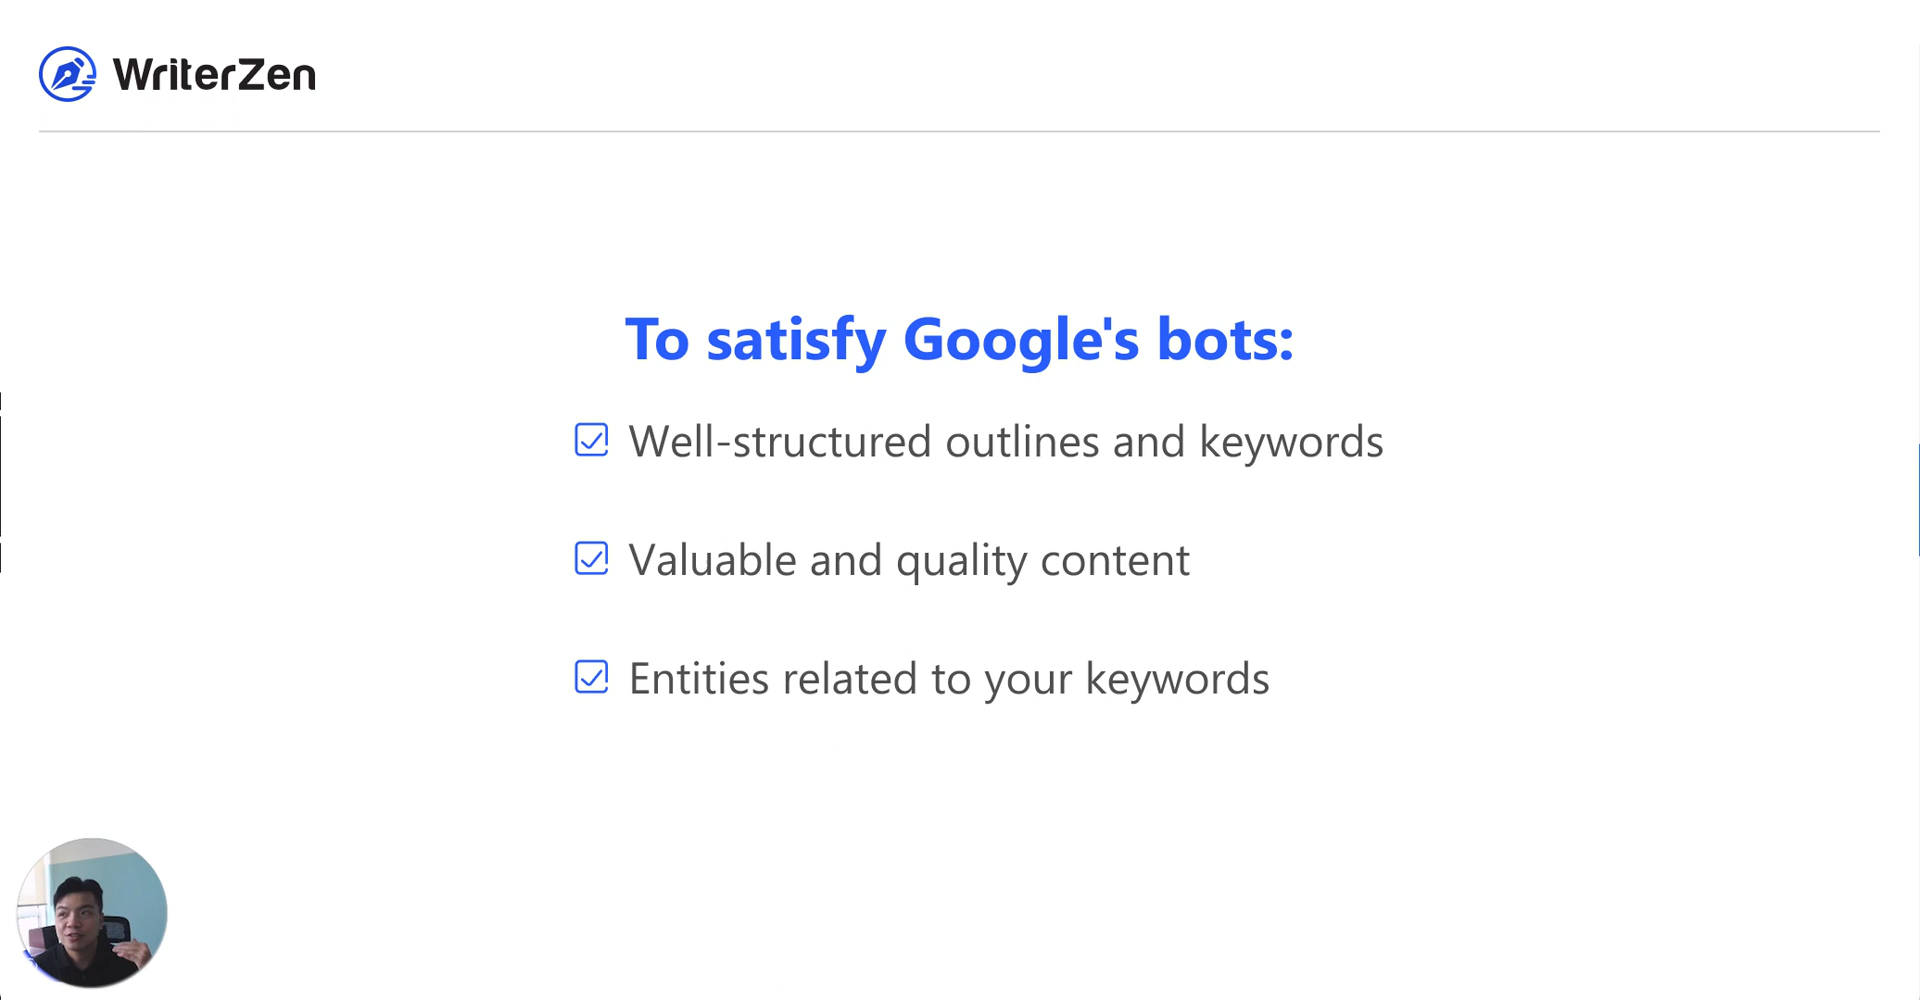 WriterZen
To satisfy Google's bots:
Well-structured outlines and keywords
Valuable and quality content
Entities related to your keywords